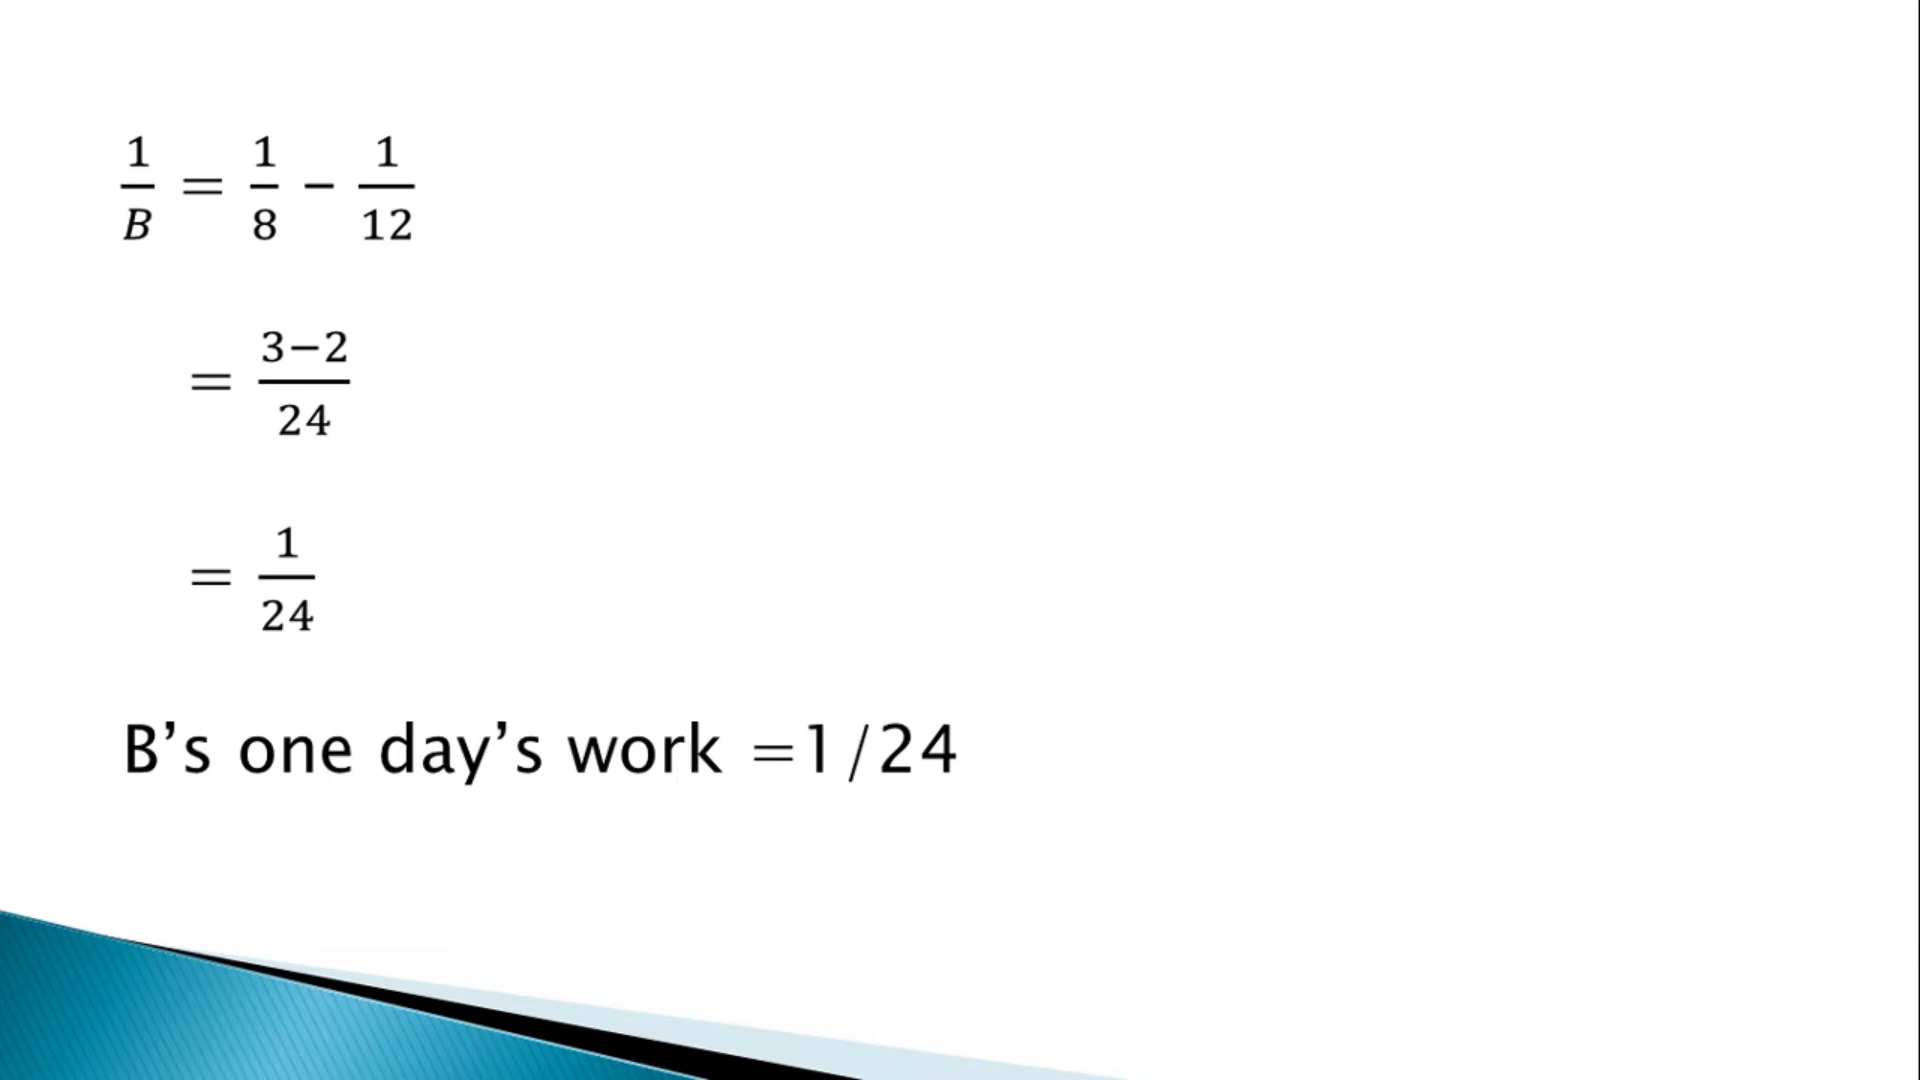 1/B = 1/8 – 1/12
= 3−2/24
= 1/24
B’s one day’s work =1/24